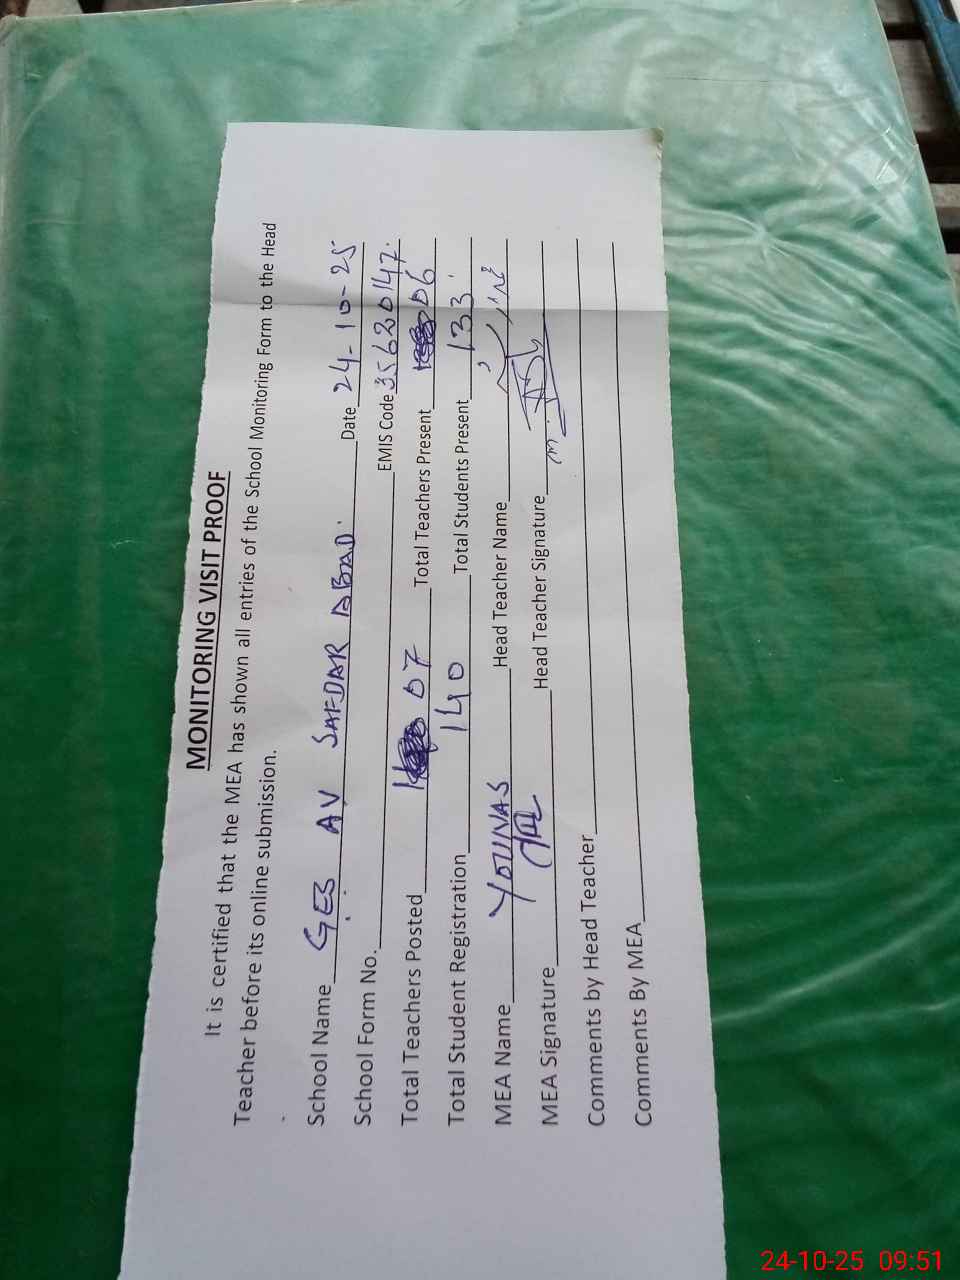 MONITORING VISIT PROOF
It is certified that the MEA has shown all entries of the School Monitoring Form to the Head
Teacher before its online submission.
School Name GES AV SAFDAR ABAD. Date 24-10-25
School Form No. EMIS Code 35620147.
Total Teachers Posted 07 Total Teachers Present 06
Total Student Registration 140 Total Students Present 133
MEA Name YOUNAS Head Teacher Name
MEA Signature Head Teacher Signature
Comments by Head Teacher
Comments By MEA
24-10-25 09:51